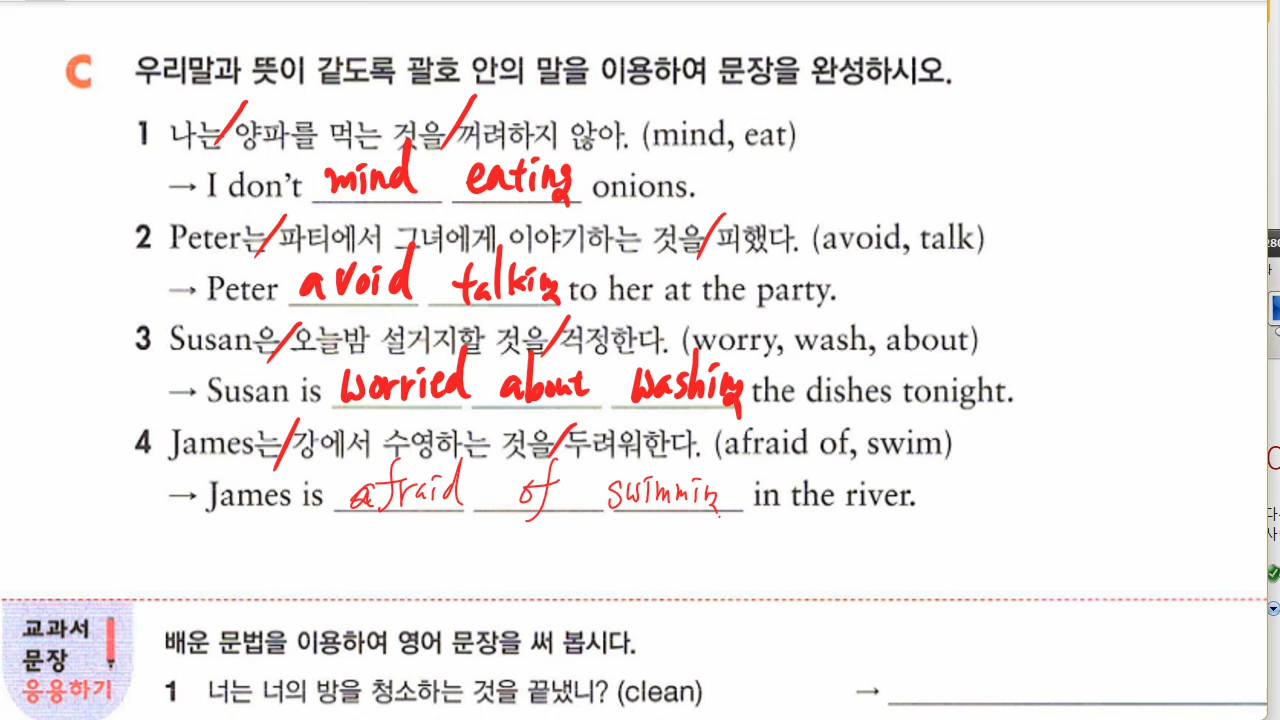 C 우리말과 뜻이 같도록 괄호 안의 말을 이용하여 문장을 완성하시오.
1 나는/양파를 먹는 것을/꺼려하지 않아. (mind, eat)
→ I don't mind eating onions.
2 Peter는/파티에서 그녀에게 이야기하는 것을/피했다. (avoid, talk)
→ Peter avoid talking to her at the party.
3 Susan은/오늘밤 설거지할 것을/걱정한다. (worry, wash, about)
→ Susan is worried about washing the dishes tonight.
4 James는/강에서 수영하는 것을/두려워한다. (afraid of, swim)
→ James is afraid of swimming in the river.
교과서
문장
응용하기
배운 문법을 이용하여 영어 문장을 써 봅시다.
1 너는 너의 방을 청소하는 것을 끝냈니? (clean) →